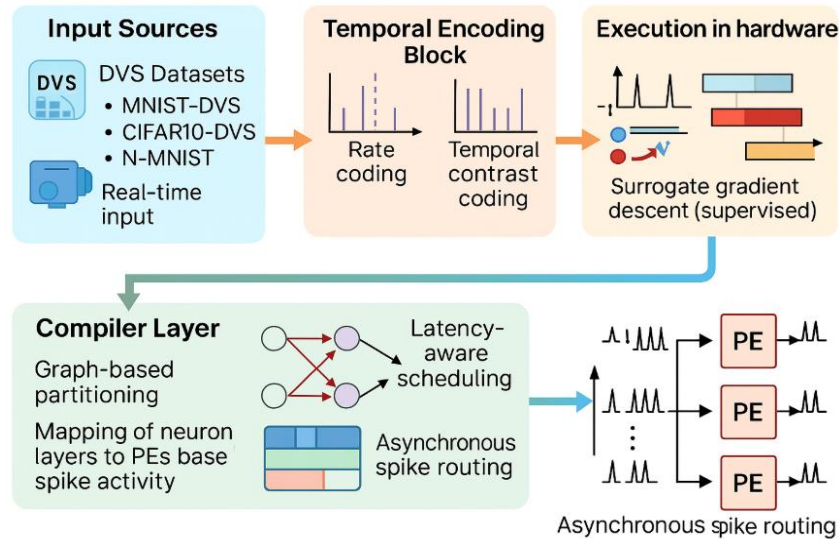 Input Sources
DVS
DVS Datasets
• MNIST-DVS
• CIFAR10-DVS
• N-MNIST
Real-time
input
Temporal Encoding
Block
Rate
coding
Temporal
contrast
coding
Execution in hardware
Surrogate gradient
descent (supervised)
Compiler Layer
Graph-based
partitioning
Mapping of neuron
layers to PEs base
spike activity
Latency-
aware
scheduling
Asynchronous
spike routing
PE
PE
PE
Asynchronous spike routing